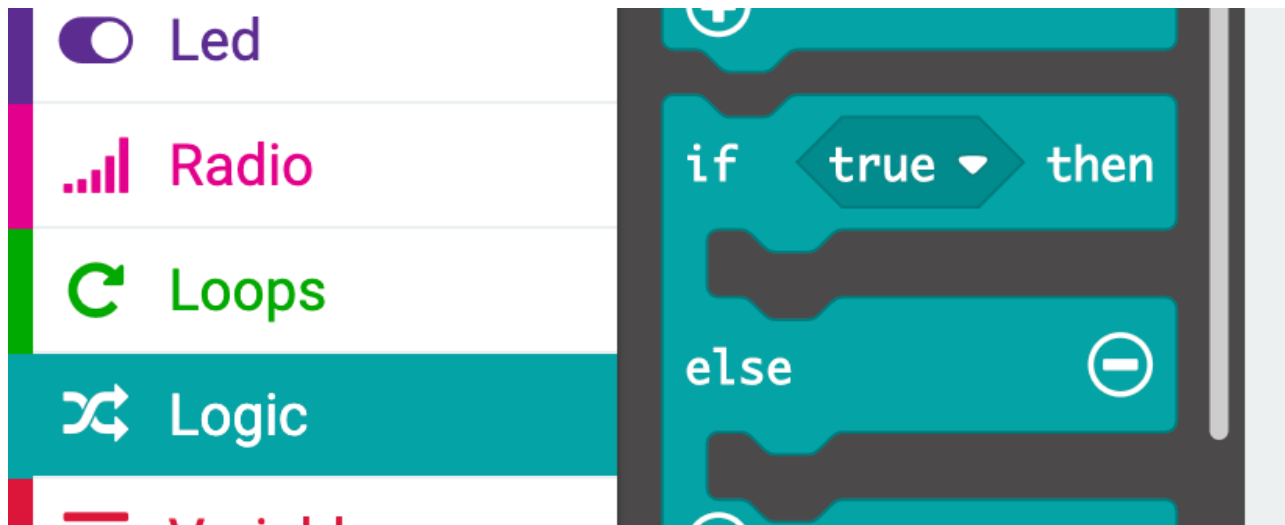 Led
Radio
Loops
Logic
if true then
else